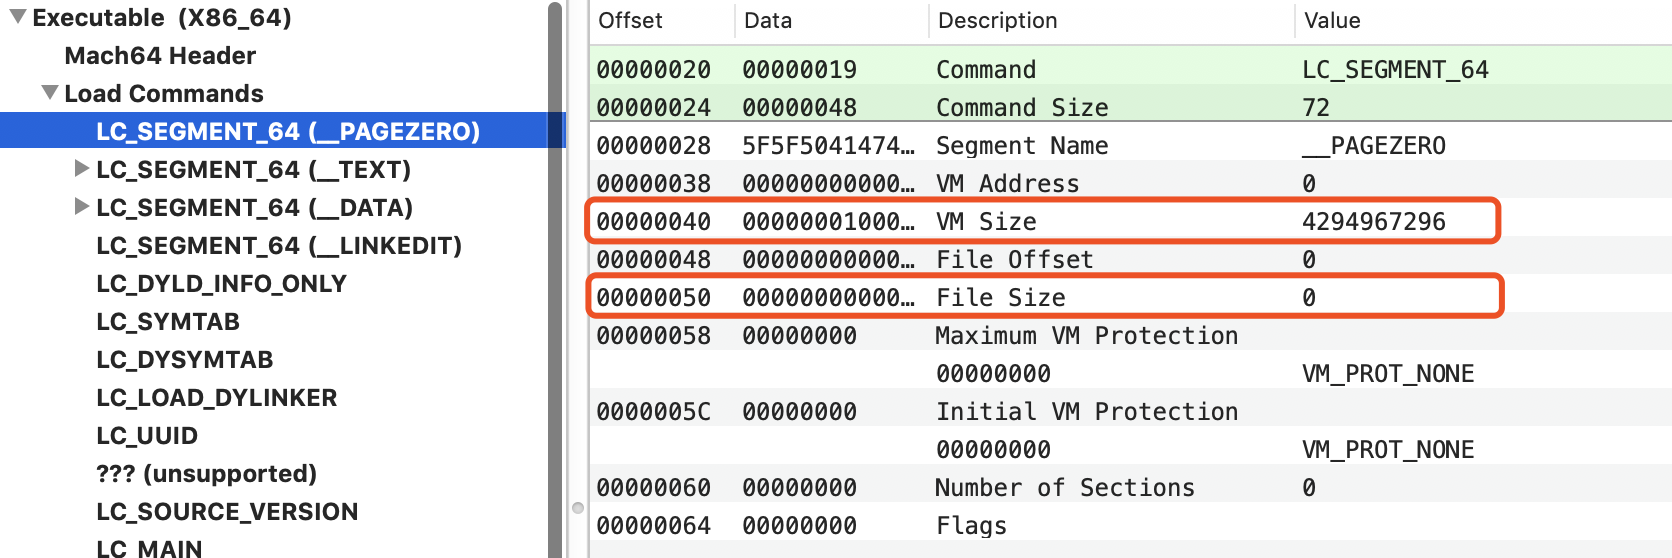 Executable (X86_64)
Mach64 Header
Load Commands
LC_SEGMENT_64 (__PAGEZERO)
LC_SEGMENT_64 (__TEXT)
LC_SEGMENT_64 (__DATA)
LC_SEGMENT_64 (__LINKEDIT)
LC_DYLD_INFO_ONLY
LC_SYMTAB
LC_DYSYMTAB
LC_LOAD_DYLINKER
LC_UUID
??? (unsupported)
LC_SOURCE_VERSION
LC_MAIN
Offset Data Description Value
00000020 00000019 Command LC_SEGMENT_64
00000024 00000048 Command Size 72
00000028 5F5F5041474… Segment Name __PAGEZERO
00000038 00000000000… VM Address 0
00000040 00000001000… VM Size 4294967296
00000048 00000000000… File Offset 0
00000050 00000000000… File Size 0
00000058 00000000 Maximum VM Protection
00000000 VM_PROT_NONE
0000005C 00000000 Initial VM Protection
00000000 VM_PROT_NONE
00000060 00000000 Number of Sections 0
00000064 00000000 Flags